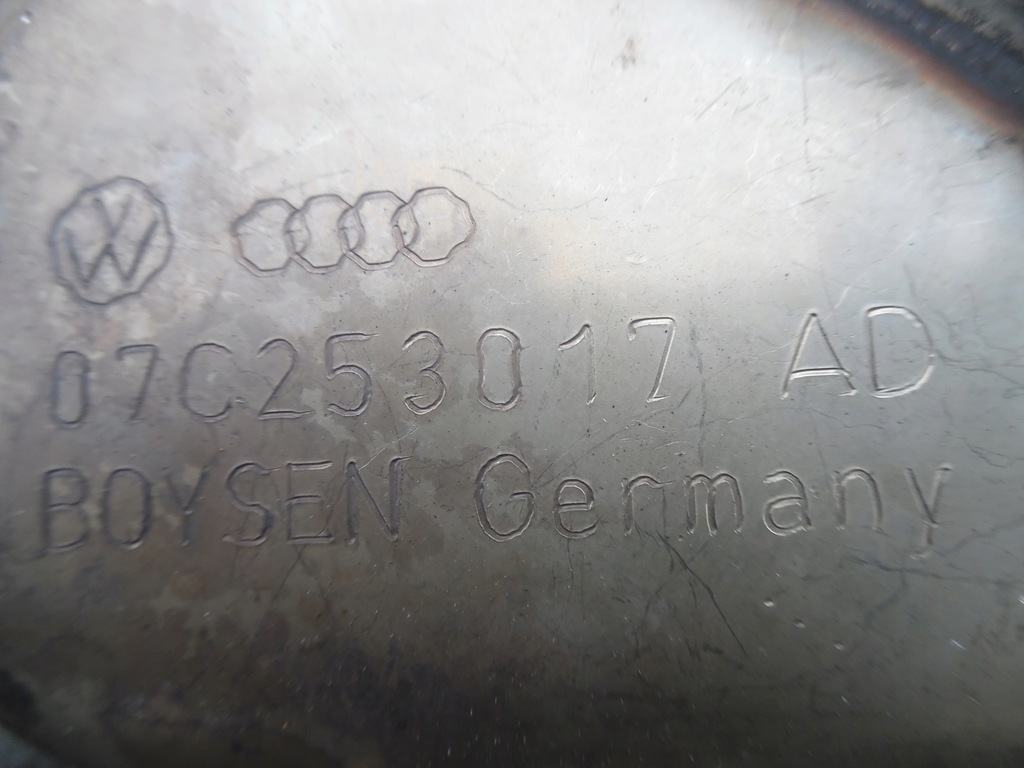 07C253017 AD
BOYSEN Germany